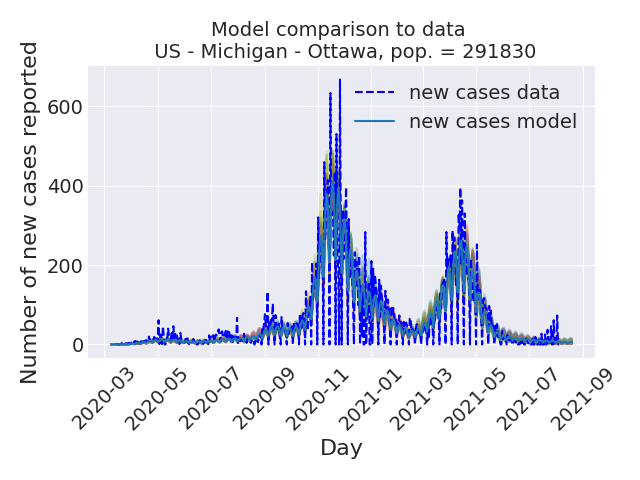 Model comparison to data
US - Michigan - Ottawa, pop. = 291830
Number of new cases reported
600
400
200
0
new cases data
new cases model
2020-03
2020-05
2020-07
2020-09
2020-11
2021-01
2021-03
2021-05
2021-07
2021-09
Day